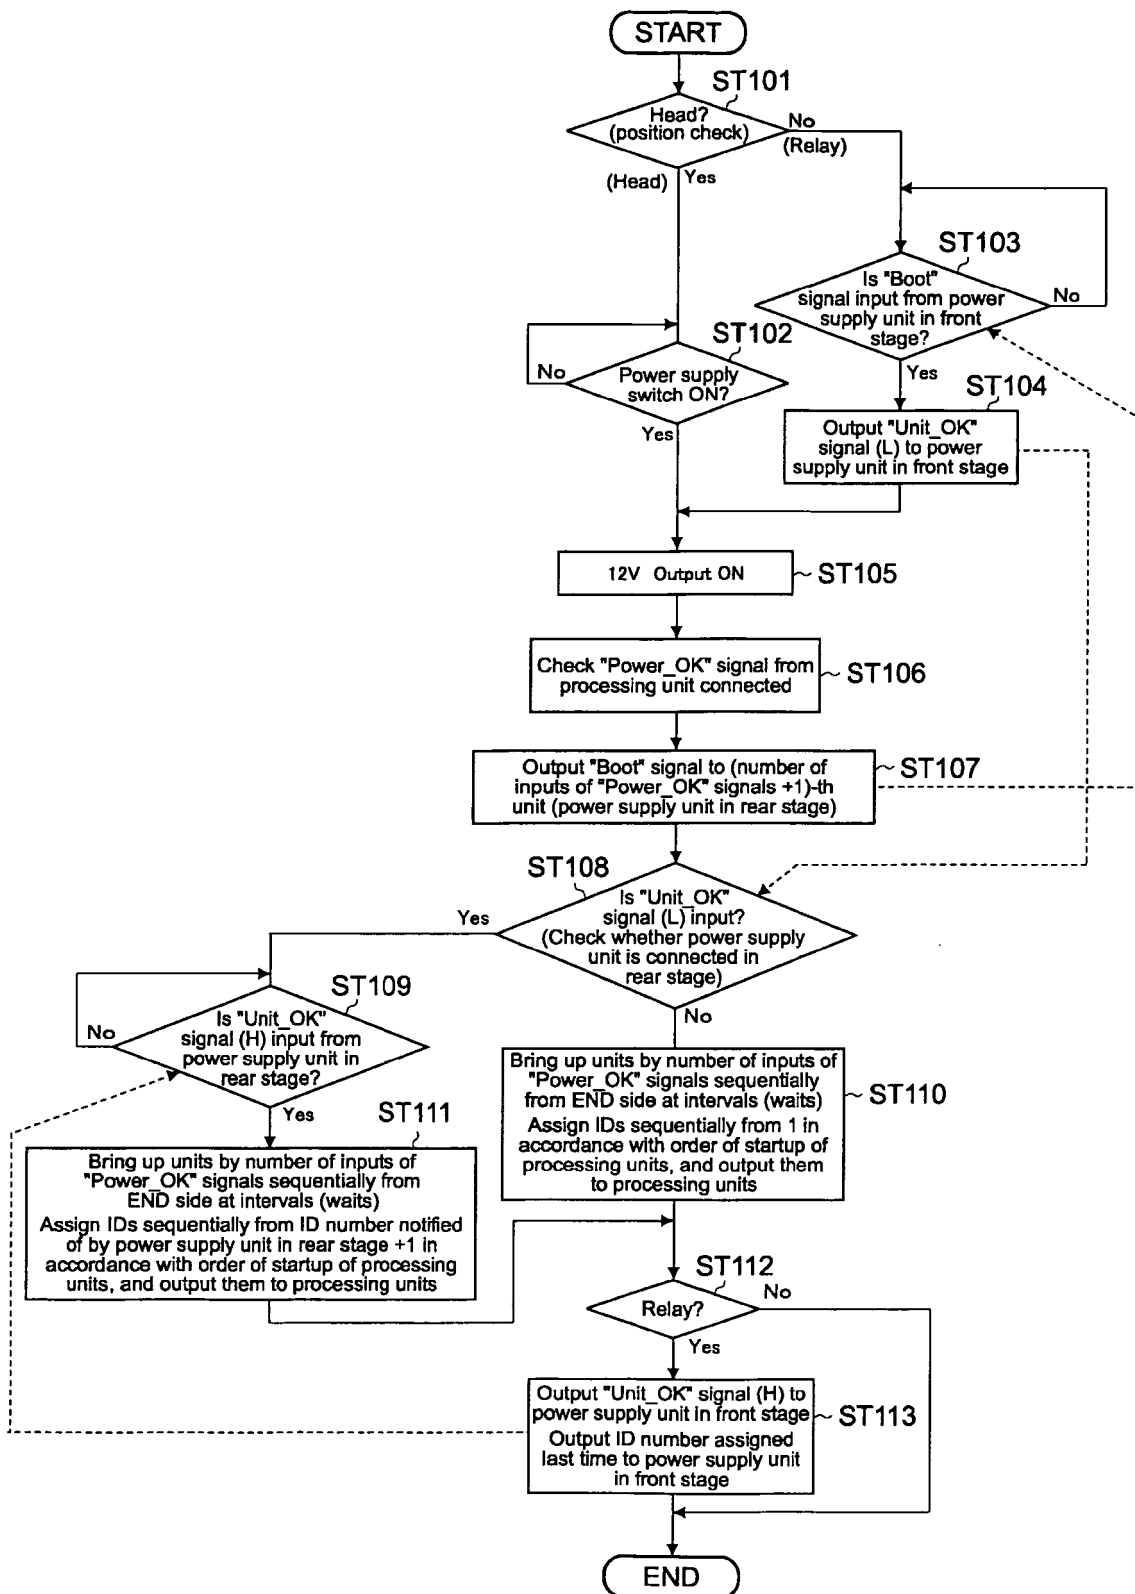 START
ST101
Head?
(position check)
No
(Relay)
(Head)
Yes
ST103
Is "Boot"
signal input from power
supply unit in front
stage?
No
ST102
No
Power supply
switch ON?
Yes
Yes
ST104
Output "Unit_OK"
signal (L) to power
supply unit in front stage
12V Output ON
ST105
Check "Power_OK" signal from
processing unit connected
ST106
Output "Boot" signal to (number of
inputs of "Power_OK" signals +1)-th
unit (power supply unit in rear stage)
ST107
ST108
Is "Unit_OK"
signal (L) input?
(Check whether power supply
unit is connected in
rear stage)
Yes
No
ST109
Is "Unit_OK"
signal (H) input from
power supply unit in
rear stage?
No
Yes
Bring up units by number of inputs of
"Power_OK" signals sequentially
from END side at intervals (waits)
Assign IDs sequentially from 1 in
accordance with order of startup of
processing units, and output them
to processing units
ST110
ST111
Bring up units by number of inputs of
"Power_OK" signals sequentially from
END side at intervals (waits)
Assign IDs sequentially from ID number notified
of by power supply unit in rear stage +1 in
accordance with order of startup of processing
units, and output them to processing units
ST112
Relay?
No
Yes
Output "Unit_OK" signal (H) to
power supply unit in front stage
Output ID number assigned
last time to power supply unit
in front stage
ST113
END